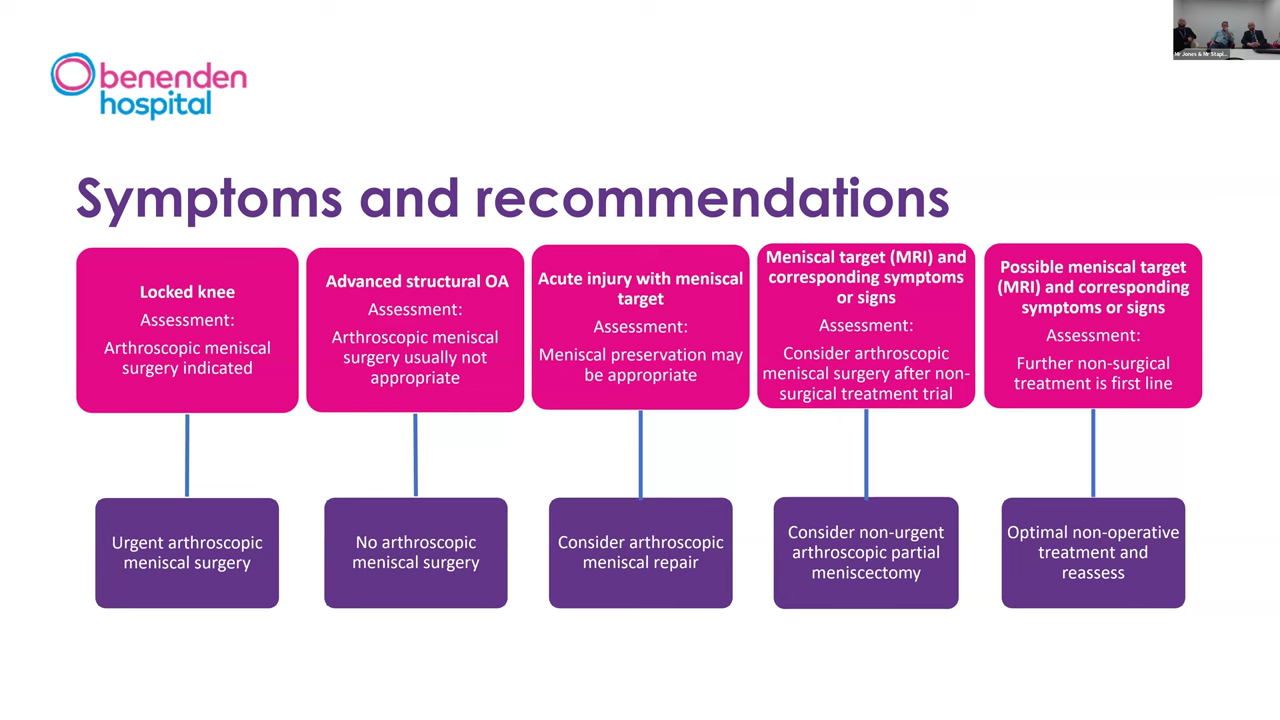 benenden
hospital
Mr Jones & Mr Stapl...
Symptoms and recommendations
Locked knee
Assessment:
Arthroscopic meniscal
surgery indicated
Advanced structural OA
Assessment:
Arthroscopic meniscal
surgery usually not
appropriate
Acute injury with meniscal
target
Assessment:
Meniscal preservation may
be appropriate
Meniscal target (MRI) and
corresponding symptoms
or signs
Assessment:
Consider arthroscopic
meniscal surgery after non-
surgical treatment trial
Possible meniscal target
(MRI) and corresponding
symptoms or signs
Assessment:
Further non-surgical
treatment is first line
Urgent arthroscopic
meniscal surgery
No arthroscopic
meniscal surgery
Consider arthroscopic
meniscal repair
Consider non-urgent
arthroscopic partial
meniscectomy
Optimal non-operative
treatment and
reassess